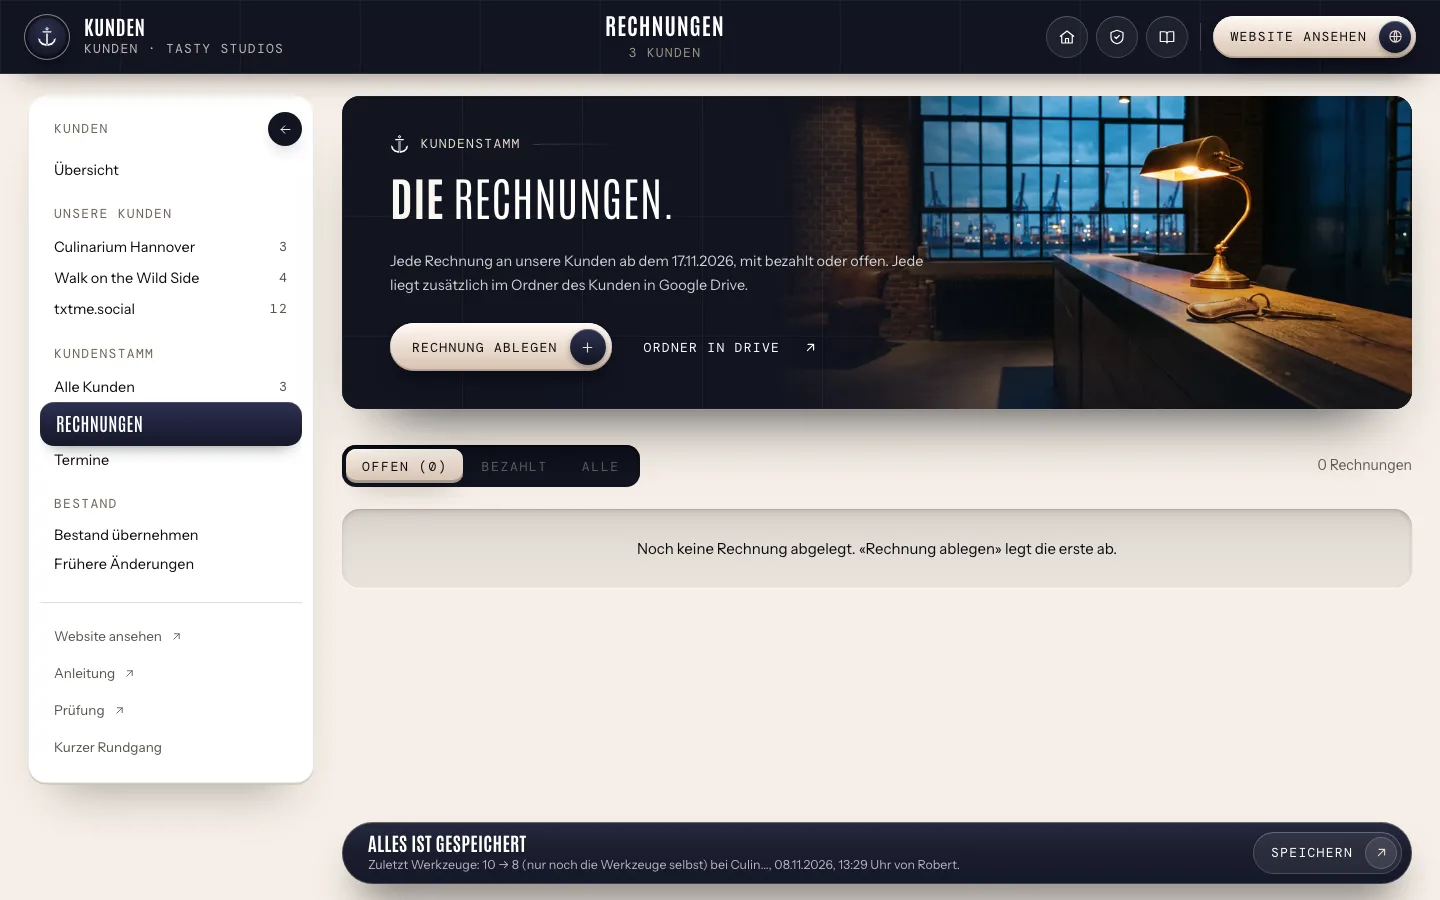 KUNDEN
KUNDEN · TASTY STUDIOS
RECHNUNGEN
3 KUNDEN
WEBSITE ANSEHEN
KUNDEN
Übersicht
UNSERE KUNDEN
Culinarium Hannover 3
Walk on the Wild Side 4
txtme.social 12
KUNDENSTAMM
Alle Kunden 3
RECHNUNGEN
Termine
BESTAND
Bestand übernehmen
Frühere Änderungen
Website ansehen
Anleitung
Prüfung
Kurzer Rundgang
KUNDENSTAMM
DIE RECHNUNGEN.
Jede Rechnung an unsere Kunden ab dem 17.11.2026, mit bezahlt oder offen. Jede
liegt zusätzlich im Ordner des Kunden in Google Drive.
RECHNUNG ABLEGEN
ORDNER IN DRIVE
OFFEN (0) BEZAHLT ALLE
0 Rechnungen
Noch keine Rechnung abgelegt. «Rechnung ablegen» legt die erste ab.
ALLES IST GESPEICHERT
Zuletzt Werkzeuge: 10 → 8 (nur noch die Werkzeuge selbst) bei Culin..., 08.11.2026, 13:29 Uhr von Robert.
SPEICHERN